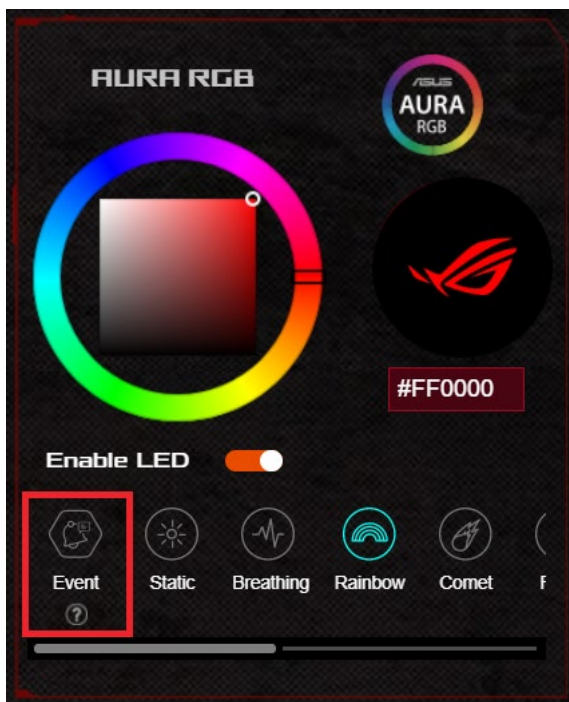 AURA RGB
ASUS
AURA
RGB
#FF0000
Enable LED
Event
Static
Breathing
Rainbow
Comet
F
?